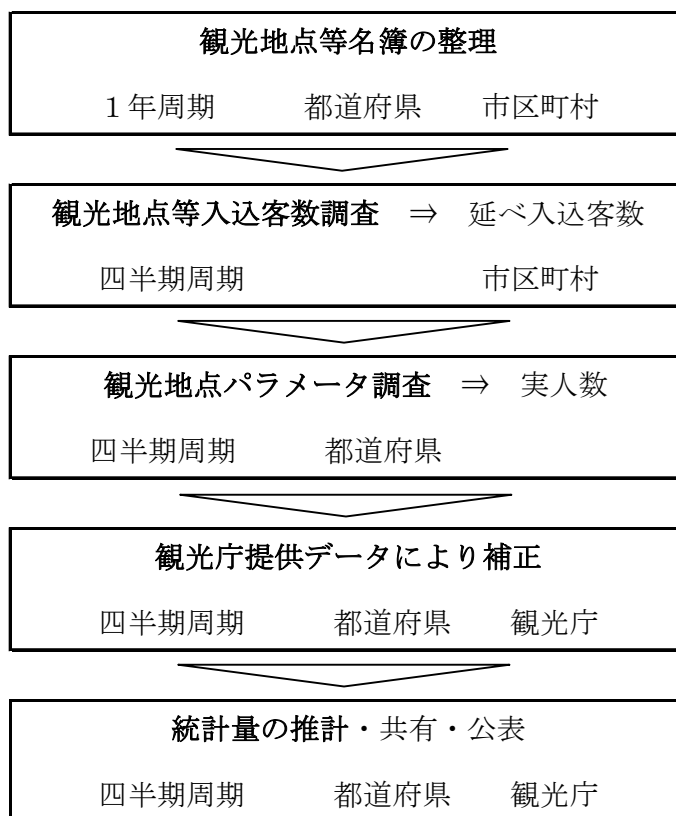 観光地点等名簿の整理
１年周期　都道府県　市区町村
観光地点等入込客数調査　⇒　延べ入込客数
四半期周期　市区町村
観光地点パラメータ調査　⇒　実人数
四半期周期　都道府県
観光庁提供データにより補正
四半期周期　都道府県　観光庁
統計量の推計・共有・公表
四半期周期　都道府県　観光庁